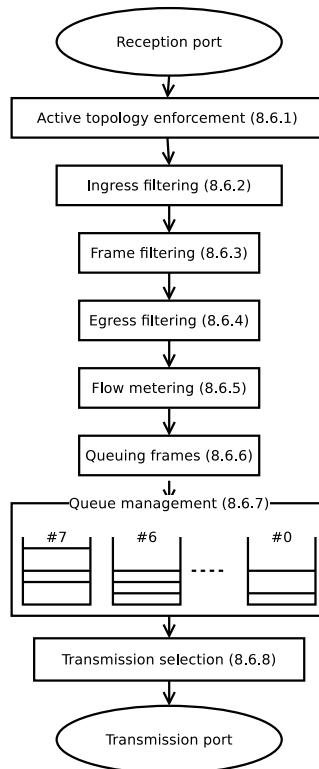 Reception port
Active topology enforcement (8.6.1)
Ingress filtering (8.6.2)
Frame filtering (8.6.3)
Egress filtering (8.6.4)
Flow metering (8.6.5)
Queuing frames (8.6.6)
Queue management (8.6.7)
#7 #6 #0
Transmission selection (8.6.8)
Transmission port